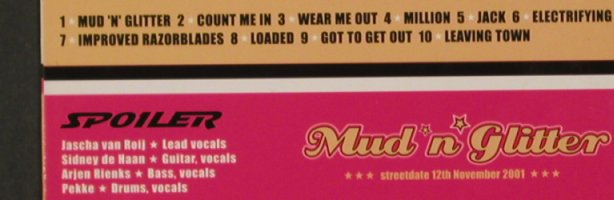 1 MUD 'N' GLITTER 2 COUNT ME IN 3 WEAR ME OUT 4 MILLION 5 JACK 6 ELECTRIFYING
7 IMPROVED RAZORBLADES 8 LOADED 9 GOT TO GET OUT 10 LEAVING TOWN
SPOILER
Jascha van Roij ★ Lead vocals
Sidney de Haan ★ Guitar, vocals
Arjen Rienks ★ Bass, vocals
Pekke ★ Drums, vocals
Mud 'n' Glitter
★ ★ ★ streetdate 12th November 2001 ★ ★ ★